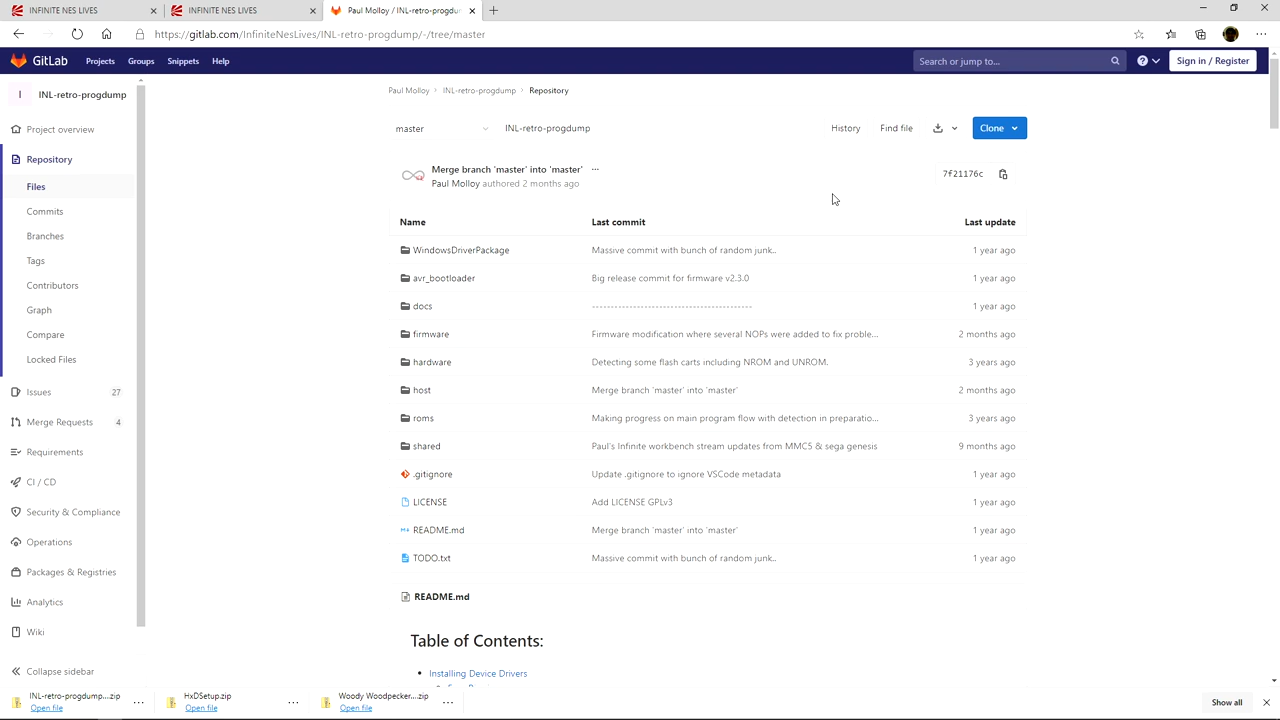 INFINITE NES LIVES
INFINITE NES LIVES
Paul Molloy / INL-retro-progdump
https://gitlab.com/InfiniteNesLives/INL-retro-progdump/-/tree/master
GitLab
Projects
Groups
Snippets
Help
Search or jump to...
Sign in / Register
I
INL-retro-progdump
Project overview
Repository
Files
Commits
Branches
Tags
Contributors
Graph
Compare
Locked Files
Issues 27
Merge Requests 4
Requirements
CI / CD
Security & Compliance
Operations
Packages & Registries
Analytics
Wiki
Collapse sidebar
Paul Molloy > INL-retro-progdump > Repository
master
INL-retro-progdump
History
Find file
Clone
Merge branch 'master' into 'master' ...
Paul Molloy authored 2 months ago
7f21176c
Name Last commit Last update
WindowsDriverPackage Massive commit with bunch of random junk.. 1 year ago
avr_bootloader Big release commit for firmware v2.3.0 1 year ago
docs ------------------------------------------ 1 year ago
firmware Firmware modification where several NOPs were added to fix proble... 2 months ago
hardware Detecting some flash carts including NROM and UNROM. 3 years ago
host Merge branch 'master' into 'master' 2 months ago
roms Making progress on main program flow with detection in preparatio... 3 years ago
shared Paul's Infinite workbench stream updates from MMC5 & sega genesis 9 months ago
.gitignore Update .gitignore to ignore VSCode metadata 1 year ago
LICENSE Add LICENSE GPLv3 1 year ago
README.md Merge branch 'master' into 'master' 1 year ago
TODO.txt Massive commit with bunch of random junk.. 1 year ago
README.md
Table of Contents:
Installing Device Drivers
INL-retro-progdump....zip
Open file
HxDSetup.zip
Open file
Woody Woodpecker....zip
Open file
Show all